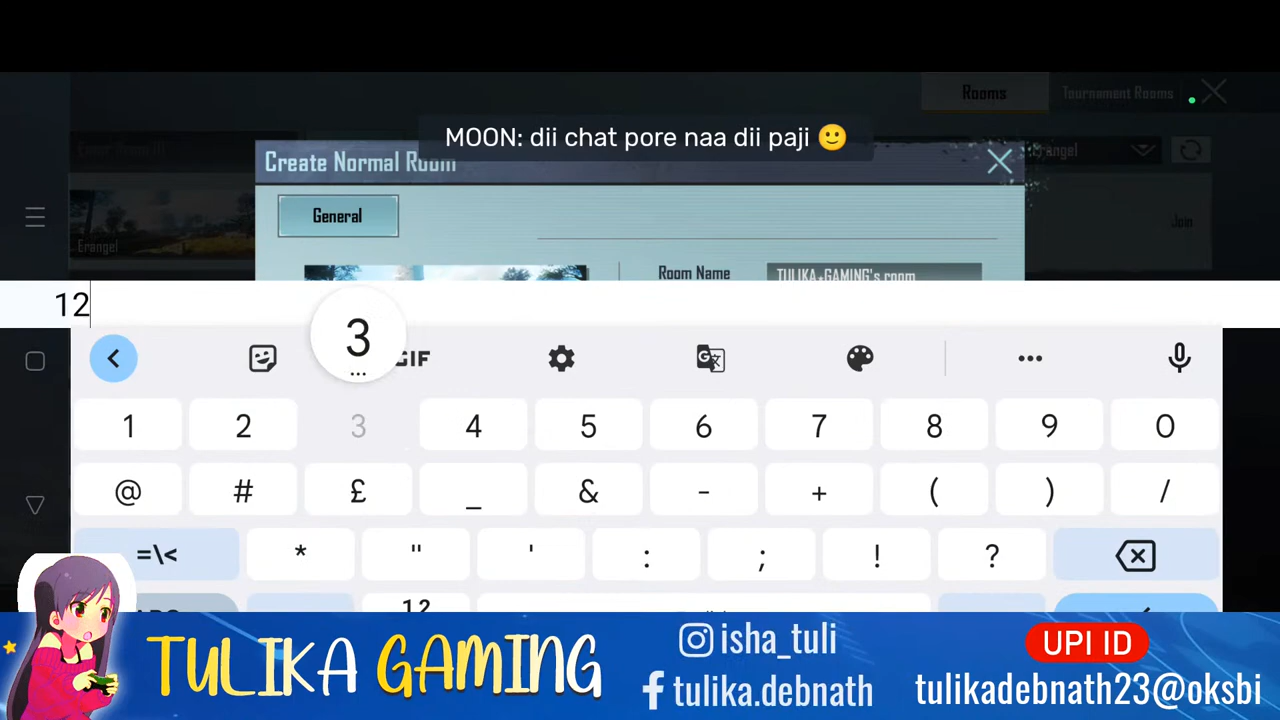 Rooms
Tournament Rooms
MOON: dii chat pore naa dii paji 🙂
Create Normal Room
General
Erangel
Join
Room Name
TULIKA★GAMING's room
12
3
...
GIF
1 2 3 4 5 6 7 8 9 0
@ # £ _ & - + ( ) /
=\< * " ' : ; ! ?
12
TULIKA GAMING
isha_tuli
tulika.debnath
UPI ID
tulikadebnath23@oksbi